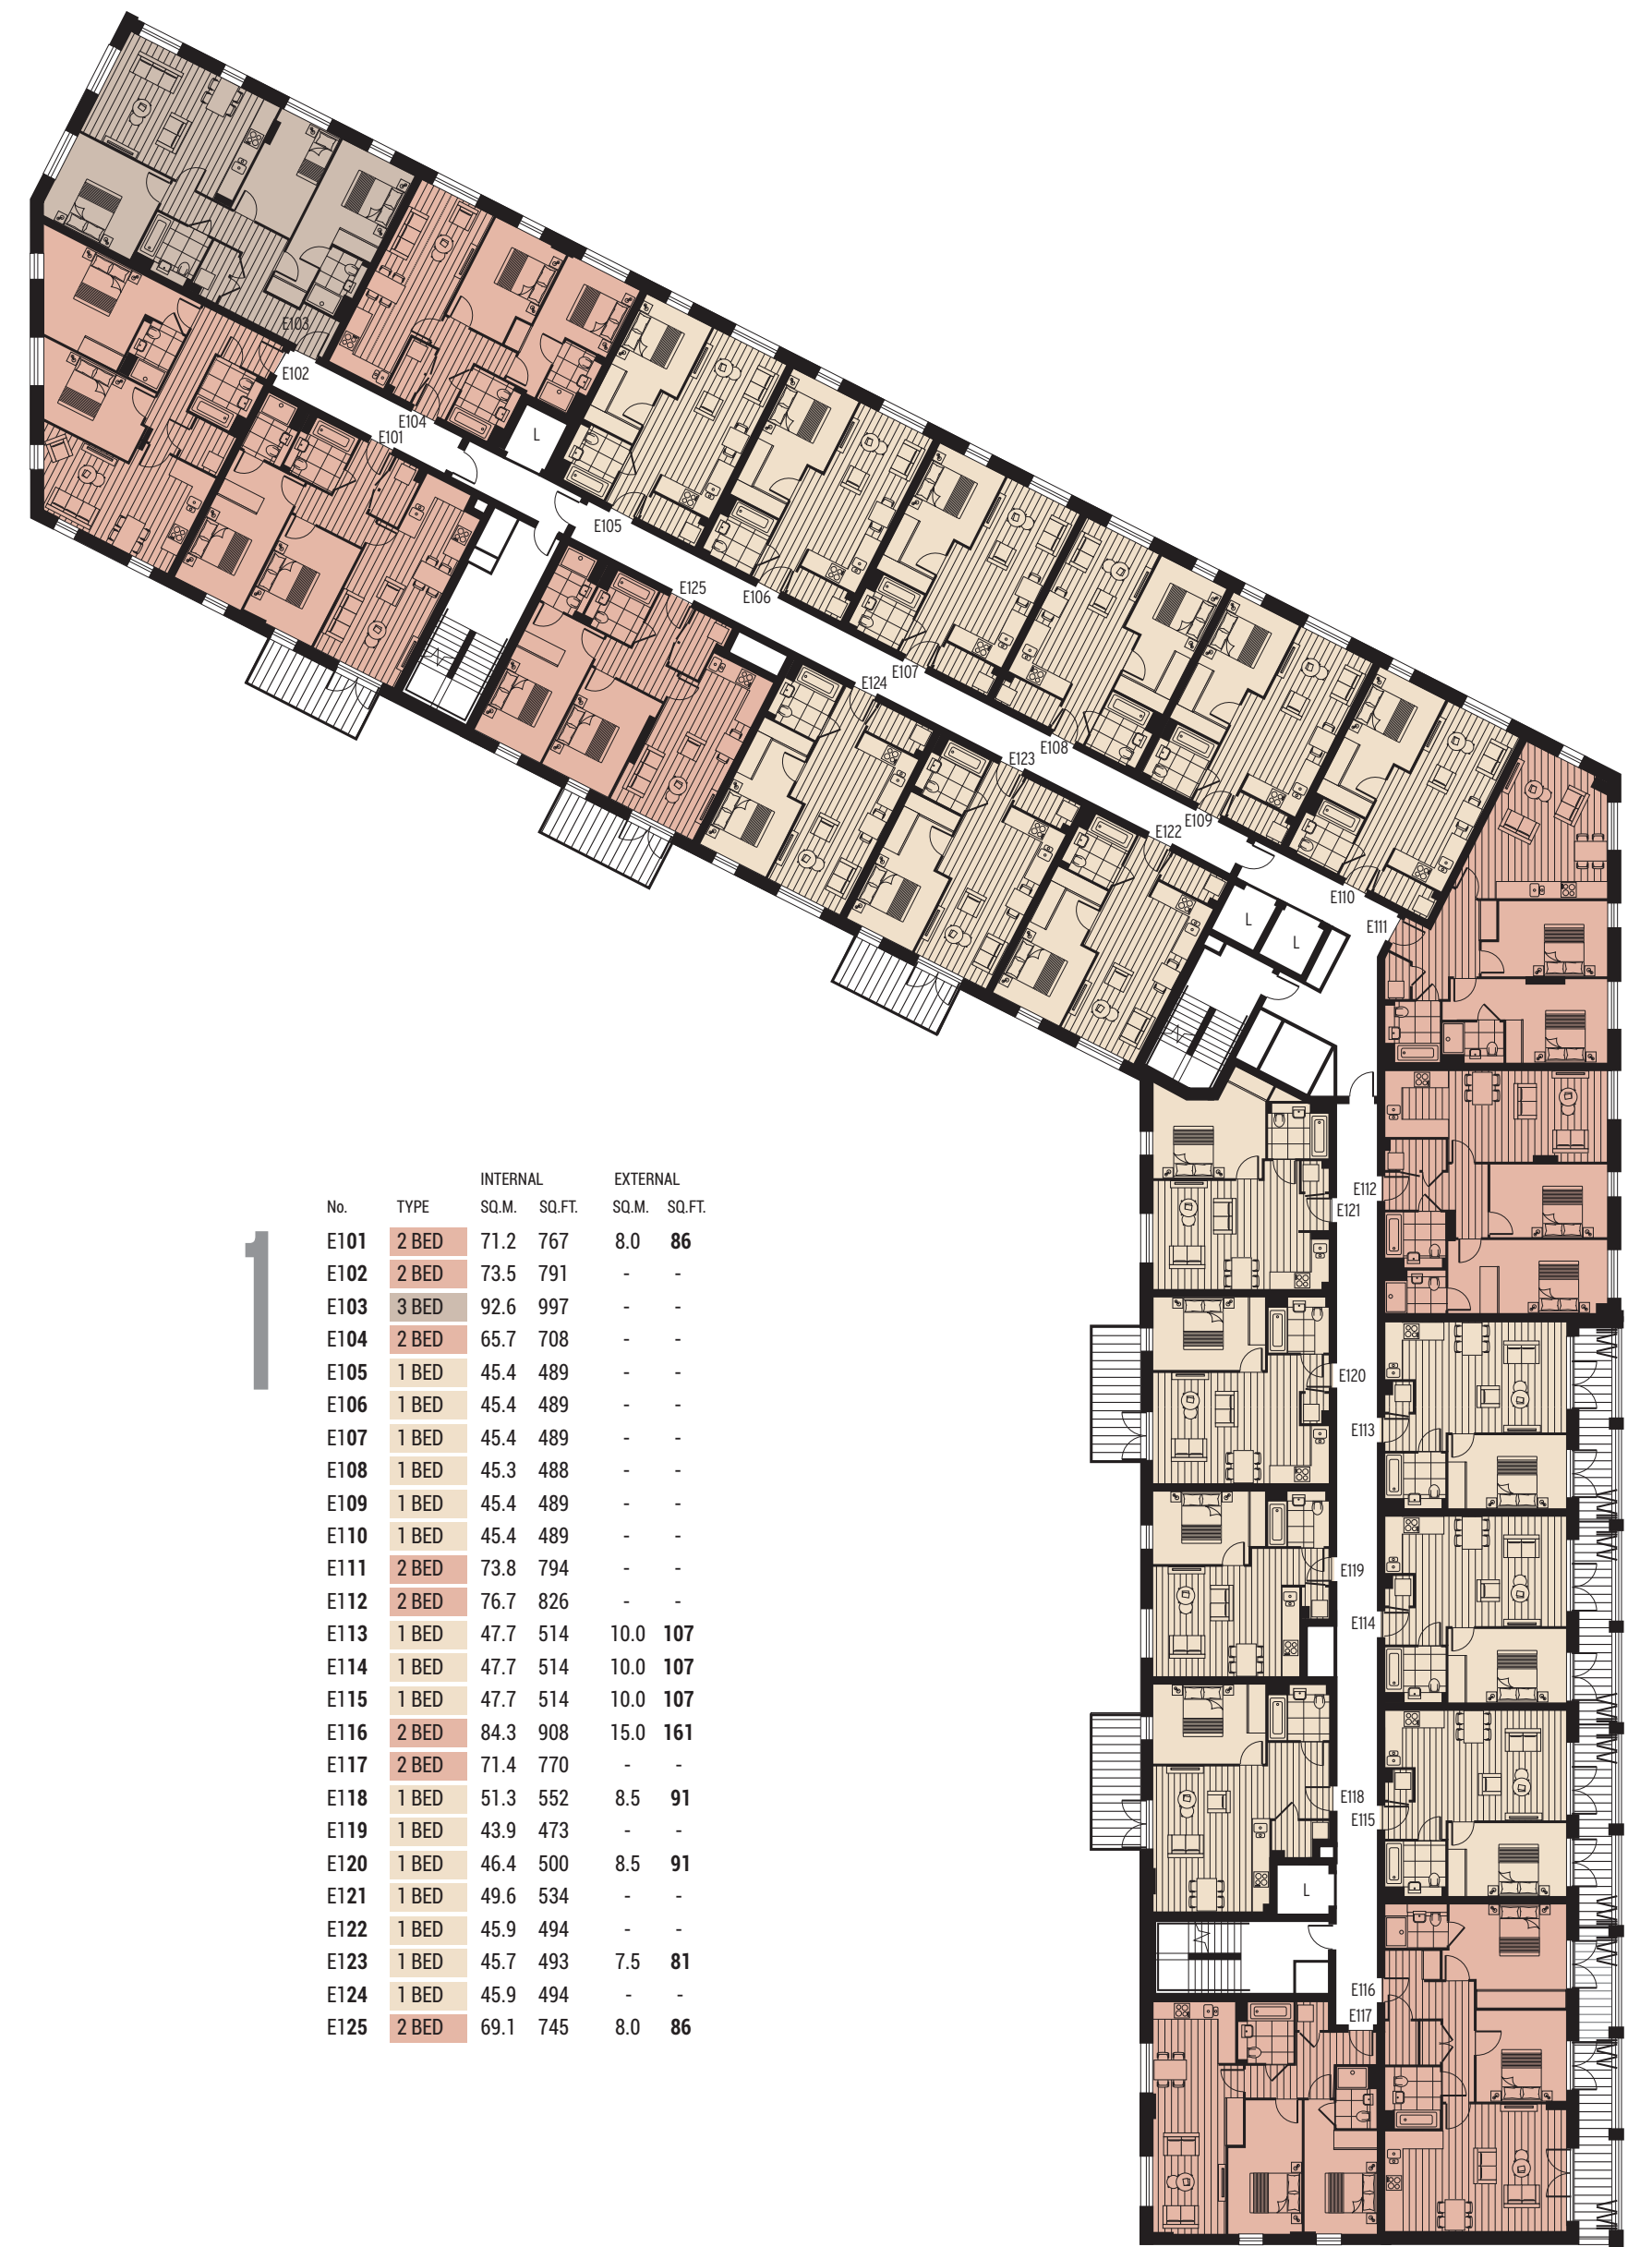 E103
E102
E104
E101
L
E105
E125
E106
E107
E124
E108
E123
E109
E122
E110
L
E111
L
E112
E121
E120
E113
E119
E114
E118
E115
L
E116
E117
1
INTERNAL EXTERNAL
No. TYPE SQ.M. SQ.FT. SQ.M. SQ.FT.
E101 2 BED 71.2 767 8.0 86
E102 2 BED 73.5 791 - -
E103 3 BED 92.6 997 - -
E104 2 BED 65.7 708 - -
E105 1 BED 45.4 489 - -
E106 1 BED 45.4 489 - -
E107 1 BED 45.4 489 - -
E108 1 BED 45.3 488 - -
E109 1 BED 45.4 489 - -
E110 1 BED 45.4 489 - -
E111 2 BED 73.8 794 - -
E112 2 BED 76.7 826 - -
E113 1 BED 47.7 514 10.0 107
E114 1 BED 47.7 514 10.0 107
E115 1 BED 47.7 514 10.0 107
E116 2 BED 84.3 908 15.0 161
E117 2 BED 71.4 770 - -
E118 1 BED 51.3 552 8.5 91
E119 1 BED 43.9 473 - -
E120 1 BED 46.4 500 8.5 91
E121 1 BED 49.6 534 - -
E122 1 BED 45.9 494 - -
E123 1 BED 45.7 493 7.5 81
E124 1 BED 45.9 494 - -
E125 2 BED 69.1 745 8.0 86